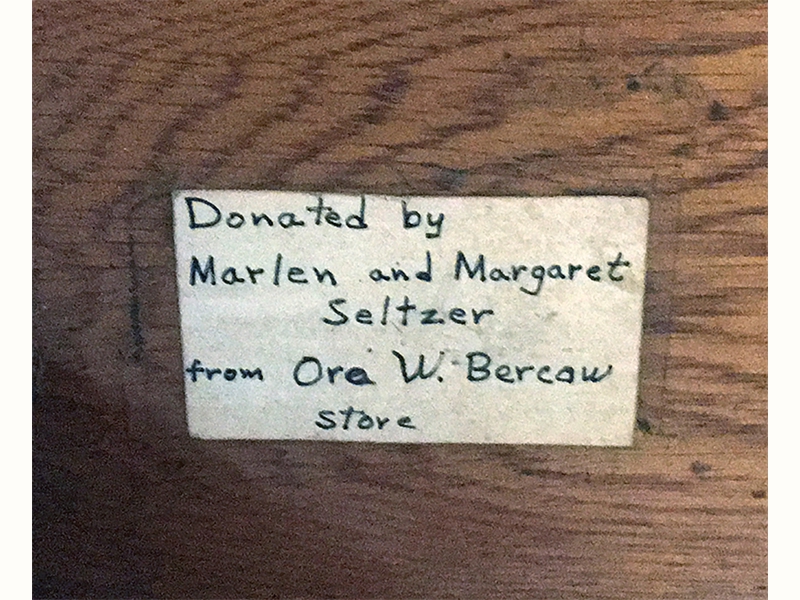 Donated by
Marlen and Margaret
Seltzer
from Ora W. Bercaw
store